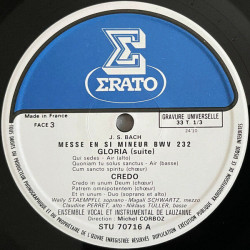 ERATO
Made in France
FACE 3
GRAVURE UNIVERSELLE
33 T. 1/3
24'15
J. S. BACH
MESSE EN SI MINEUR BWV 232
GLORIA (suite)
Qui sedes - Air (alto)
Quoniam tu solus sanctus - Air (basse)
Cum sancto spiritu (chœur)
CREDO
Credo in unum Deum (chœur)
Patrem omnipotentem (chœur)
Et in unum - Duo (soprano et alto)
Wally STAEMPFLI, soprano - Magali SCHWARTZ, mezzo
Claudine PERRET, alto - Niklaus TÜLLER, basse
ENSEMBLE VOCAL ET INSTRUMENTAL DE LAUSANNE
Direction : Michel CORBOZ
STU 70716 A